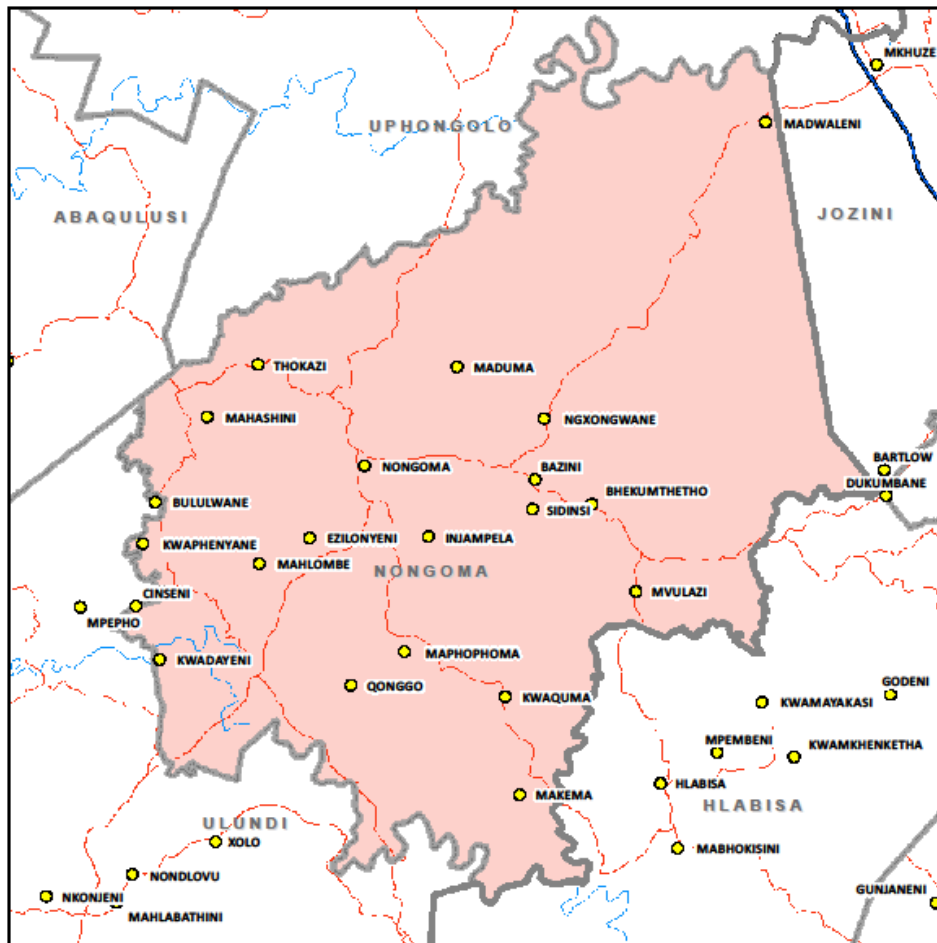 MKHUZE
MADWALENI
UPHONGOLO
ABAQULUSI
JOZINI
THOKAZI
MADUMA
MAHASHINI
NGXONGWANE
NONGOMA
BAZINI
BARTLOW
DUKUMBANE
BHEKUMTHETHO
BULULWANE
SIDINSI
EZILONYENI
INJAMPELA
KWAPHENYANE
MAHLOMBE
NONGOMA
CINSENI
MVULAZI
MPEPHO
MAPHOPHOMA
KWADAYENI
QONGGO
KWAQUMA
GODENI
KWAMAYAKASI
MPEMBENI
KWAMKHENKETHA
HLABISA
MAKEMA
HLABISA
ULUNDI
XOLO
MABHOKISINI
NONDLOVU
NKONJENI
GUNJANENI
MAHLABATHINI